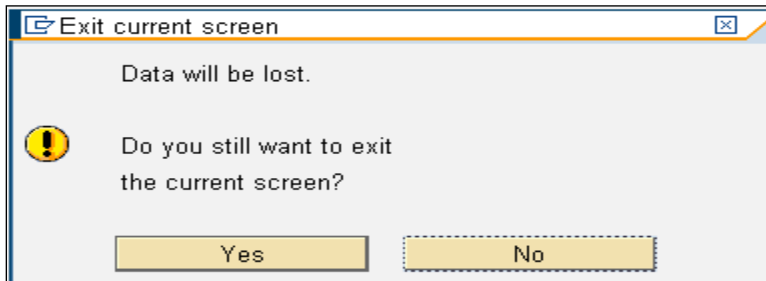 Exit current screen
Data will be lost.
Do you still want to exit
the current screen?
Yes
No